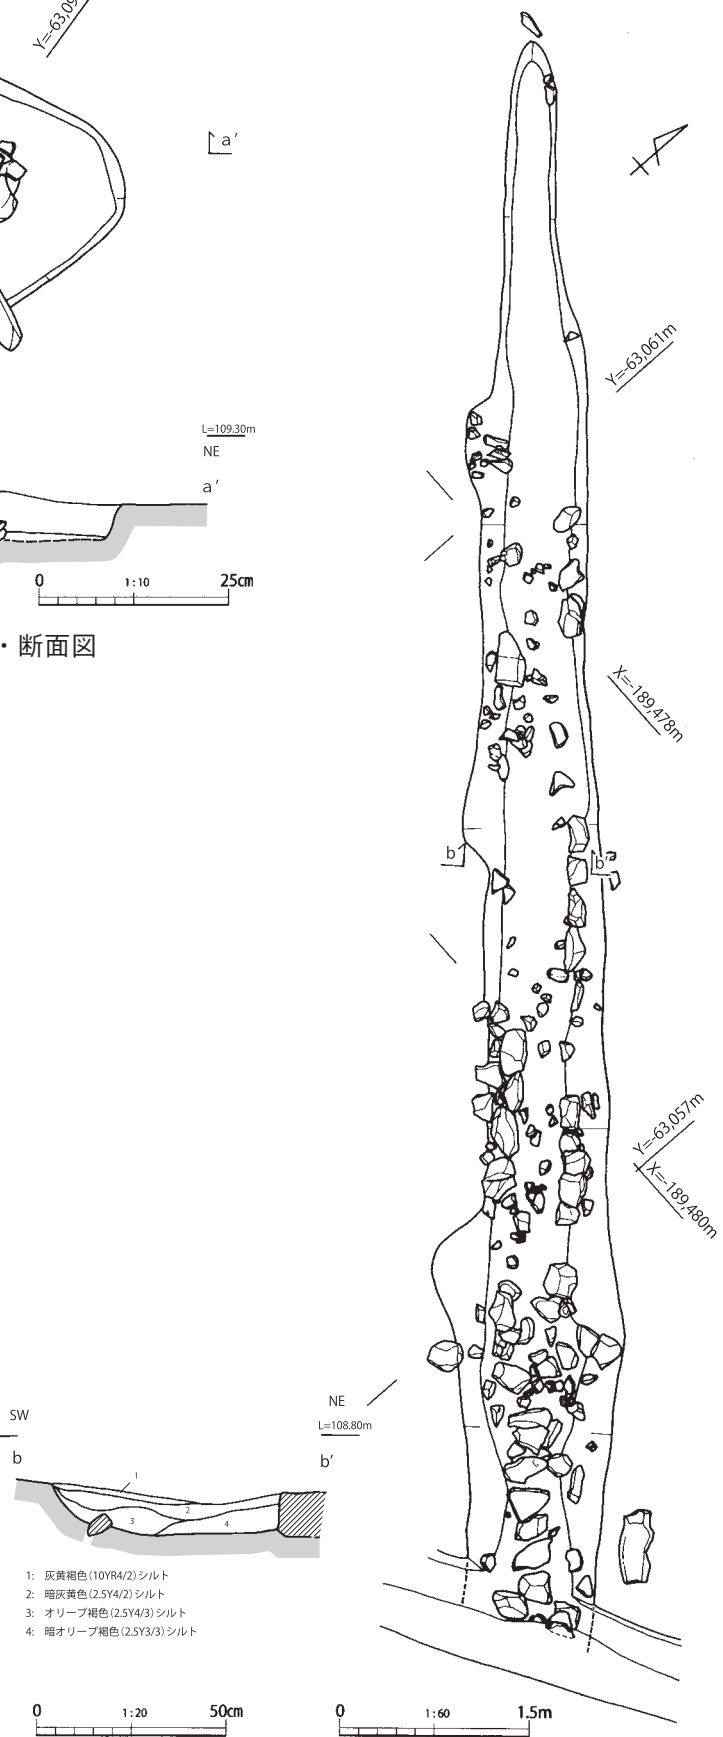 Y=-63,09
a'
Y=-63,061m
L=109.30m
NE
a'
0 1:10 25cm
・断面図
X=-189,478m
b
b'
Y=-63,057m
X=-189,480m
SW
NE
L=108.80m
b
b'
1
2
3
4
1: 灰黄褐色(10YR4/2)シルト
2: 暗灰黄色(2.5Y4/2)シルト
3: オリーブ褐色(2.5Y4/3)シルト
4: 暗オリーブ褐色(2.5Y3/3)シルト
0 1:20 50cm
0 1:60 1.5m